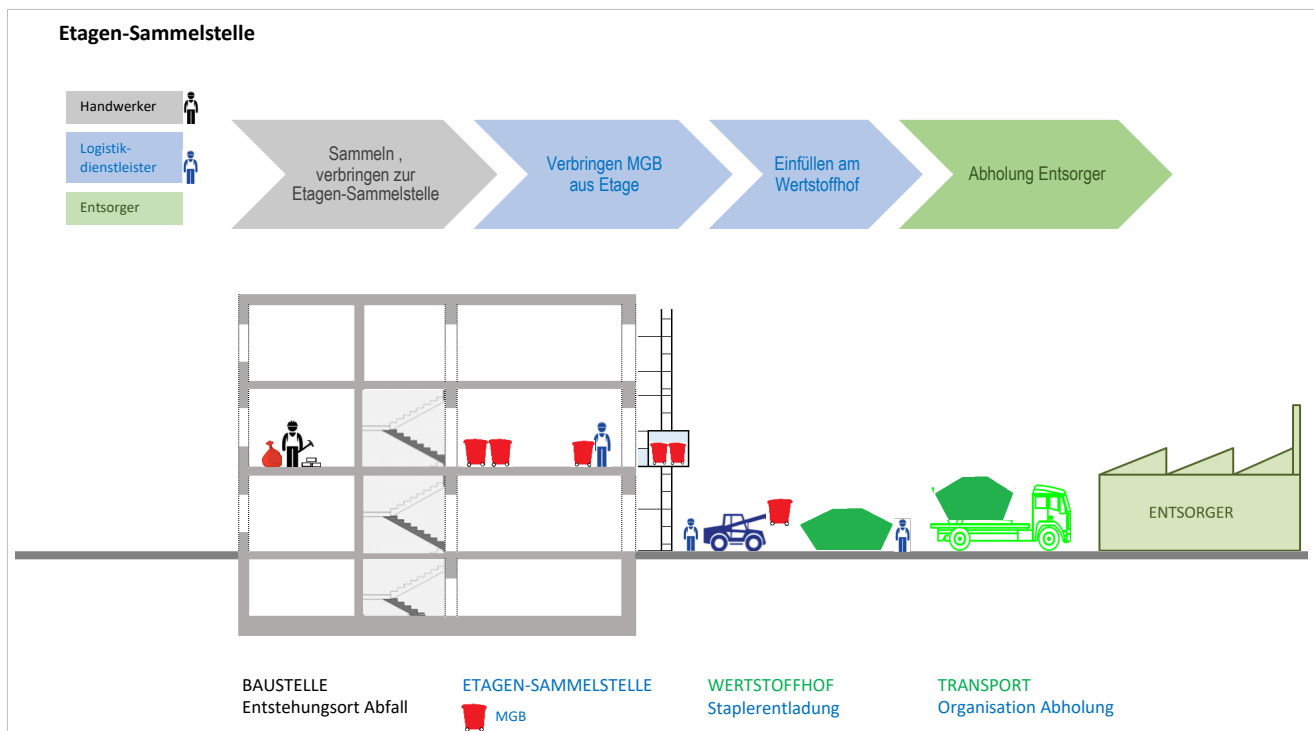 Etagen-Sammelstelle
Handwerker
Logistik-
dienstleister
Entsorger
Sammeln ,
verbringen zur
Etagen-Sammelstelle
Verbringen MGB
aus Etage
Einfüllen am
Wertstoffhof
Abholung Entsorger
ENTSORGER
BAUSTELLE
Entstehungsort Abfall
ETAGEN-SAMMELSTELLE
MGB
WERTSTOFFHOF
Staplerentladung
TRANSPORT
Organisation Abholung